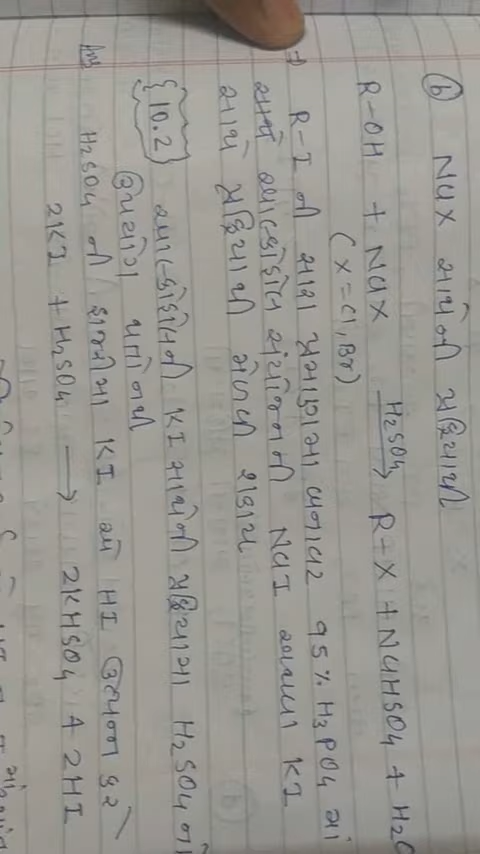 ⓑ NaX સાથેની પ્રક્રિયાથી
R-OH + NaX H₂SO₄ ⟶ R-X + NaHSO₄ + H₂O
(X = Cl, Br)
→ R-I ની સારા પ્રમાણમાં બનાવટ 95% H₃PO₄ માં
સાથે આલ્કોહોલ સંયોજનની NaI અથવા KI
સાથે પ્રક્રિયાથી મેળવી શકાય
{10.2} આલ્કોહોલની KI સાથેની પ્રક્રિયામાં H₂SO₄ નો
ઉપયોગ થતો નથી
Ans H₂SO₄ ની હાજરીમાં KI એ HI ઉત્પન્ન કરે
2KI + H₂SO₄ ⟶ 2KHSO₄ + 2HI